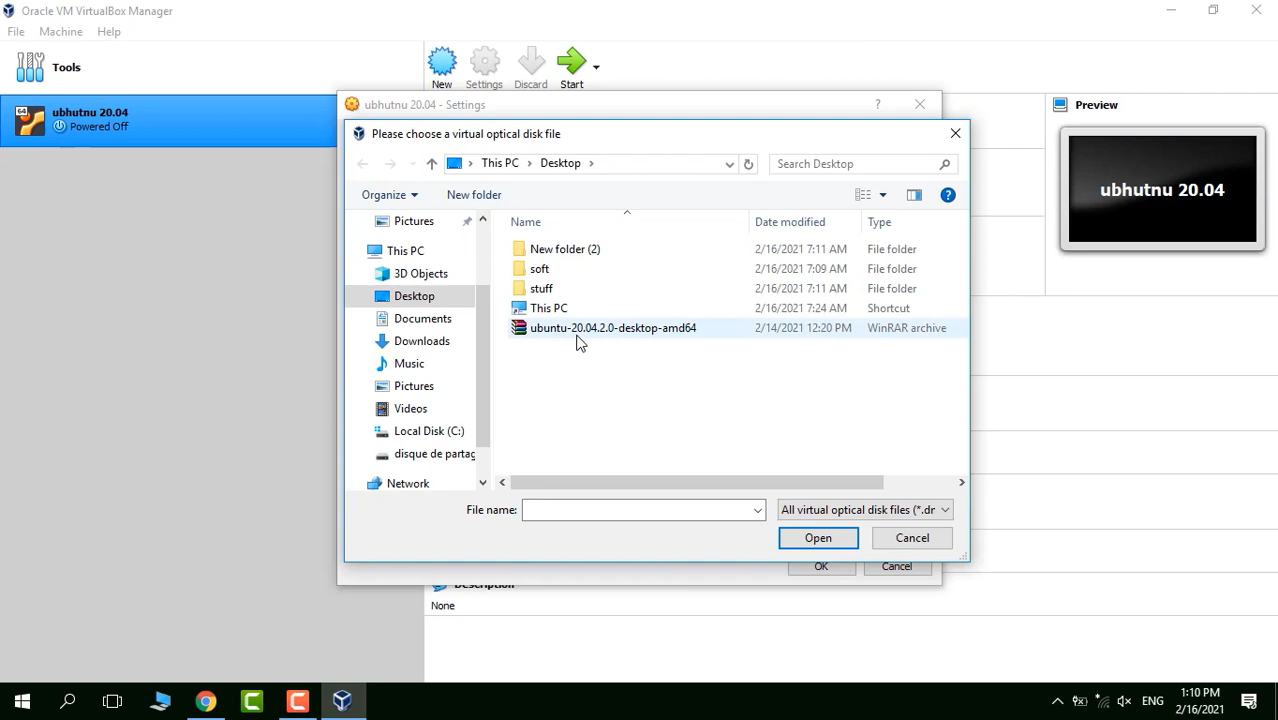 Oracle VM VirtualBox Manager
File Machine Help
Tools
New Settings Discard Start
64
ubhutnu 20.04
Powered Off
ubhutnu 20.04 - Settings
?
Preview
ubhutnu 20.04
Please choose a virtual optical disk file
This PC > Desktop >
Search Desktop
Organize New folder
Name Date modified Type
New folder (2) 2/16/2021 7:11 AM File folder
soft 2/16/2021 7:09 AM File folder
stuff 2/16/2021 7:11 AM File folder
This PC 2/16/2021 7:24 AM Shortcut
ubuntu-20.04.2.0-desktop-amd64 2/14/2021 12:20 PM WinRAR archive
Pictures
This PC
3D Objects
Desktop
Documents
Downloads
Music
Pictures
Videos
Local Disk (C:)
disque de partag
Network
File name:
All virtual optical disk files (*.dr
Open Cancel
OK Cancel
None
ENG
1:10 PM
2/16/2021